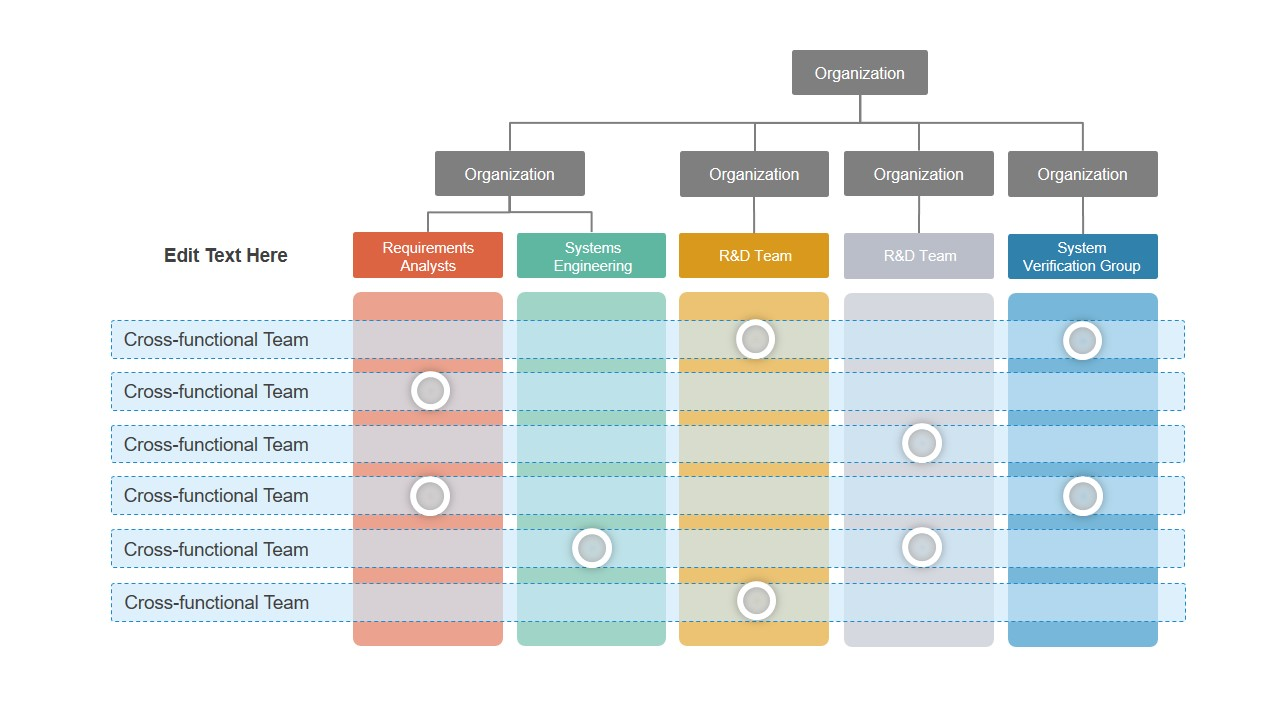 Organization
Organization
Organization
Organization
Organization
Edit Text Here
Requirements
Analysts
Systems
Engineering
R&D Team
R&D Team
System
Verification Group
Cross-functional Team
Cross-functional Team
Cross-functional Team
Cross-functional Team
Cross-functional Team
Cross-functional Team